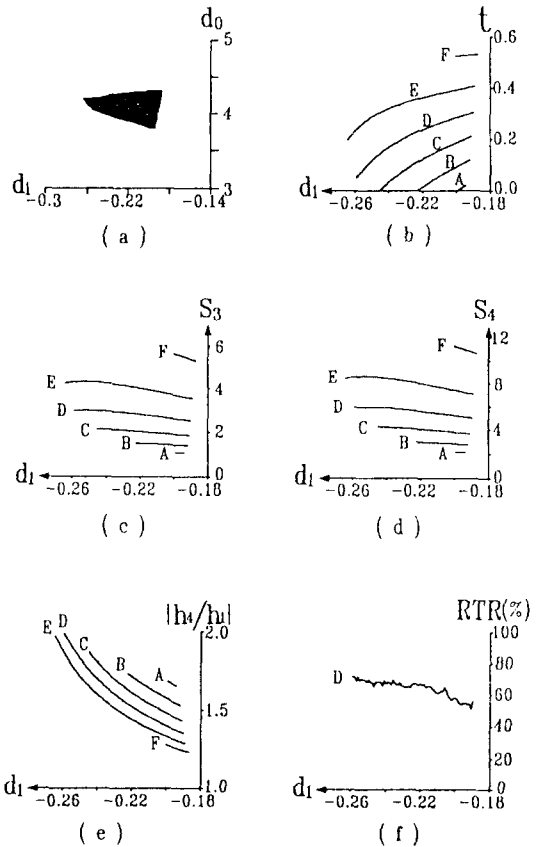 d0
5
4
3
d1
-0.3
-0.22
-0.14
( a )
t
0.6
0.4
0.2
0.0
F
E
D
C
B
A
d1
-0.26
-0.22
-0.18
( b )
S3
6
4
2
0
F
E
D
C
B
A
d1
-0.26
-0.22
-0.18
( c )
S4
12
8
4
0
F
E
D
C
B
A
d1
-0.26
-0.22
-0.18
( d )
|h4/h1|
2.0
1.5
1.0
E
D
C
B
A
F
d1
-0.26
-0.22
-0.18
( e )
RTR(%)
100
80
60
40
20
0
D
d1
-0.26
-0.22
-0.18
( f )